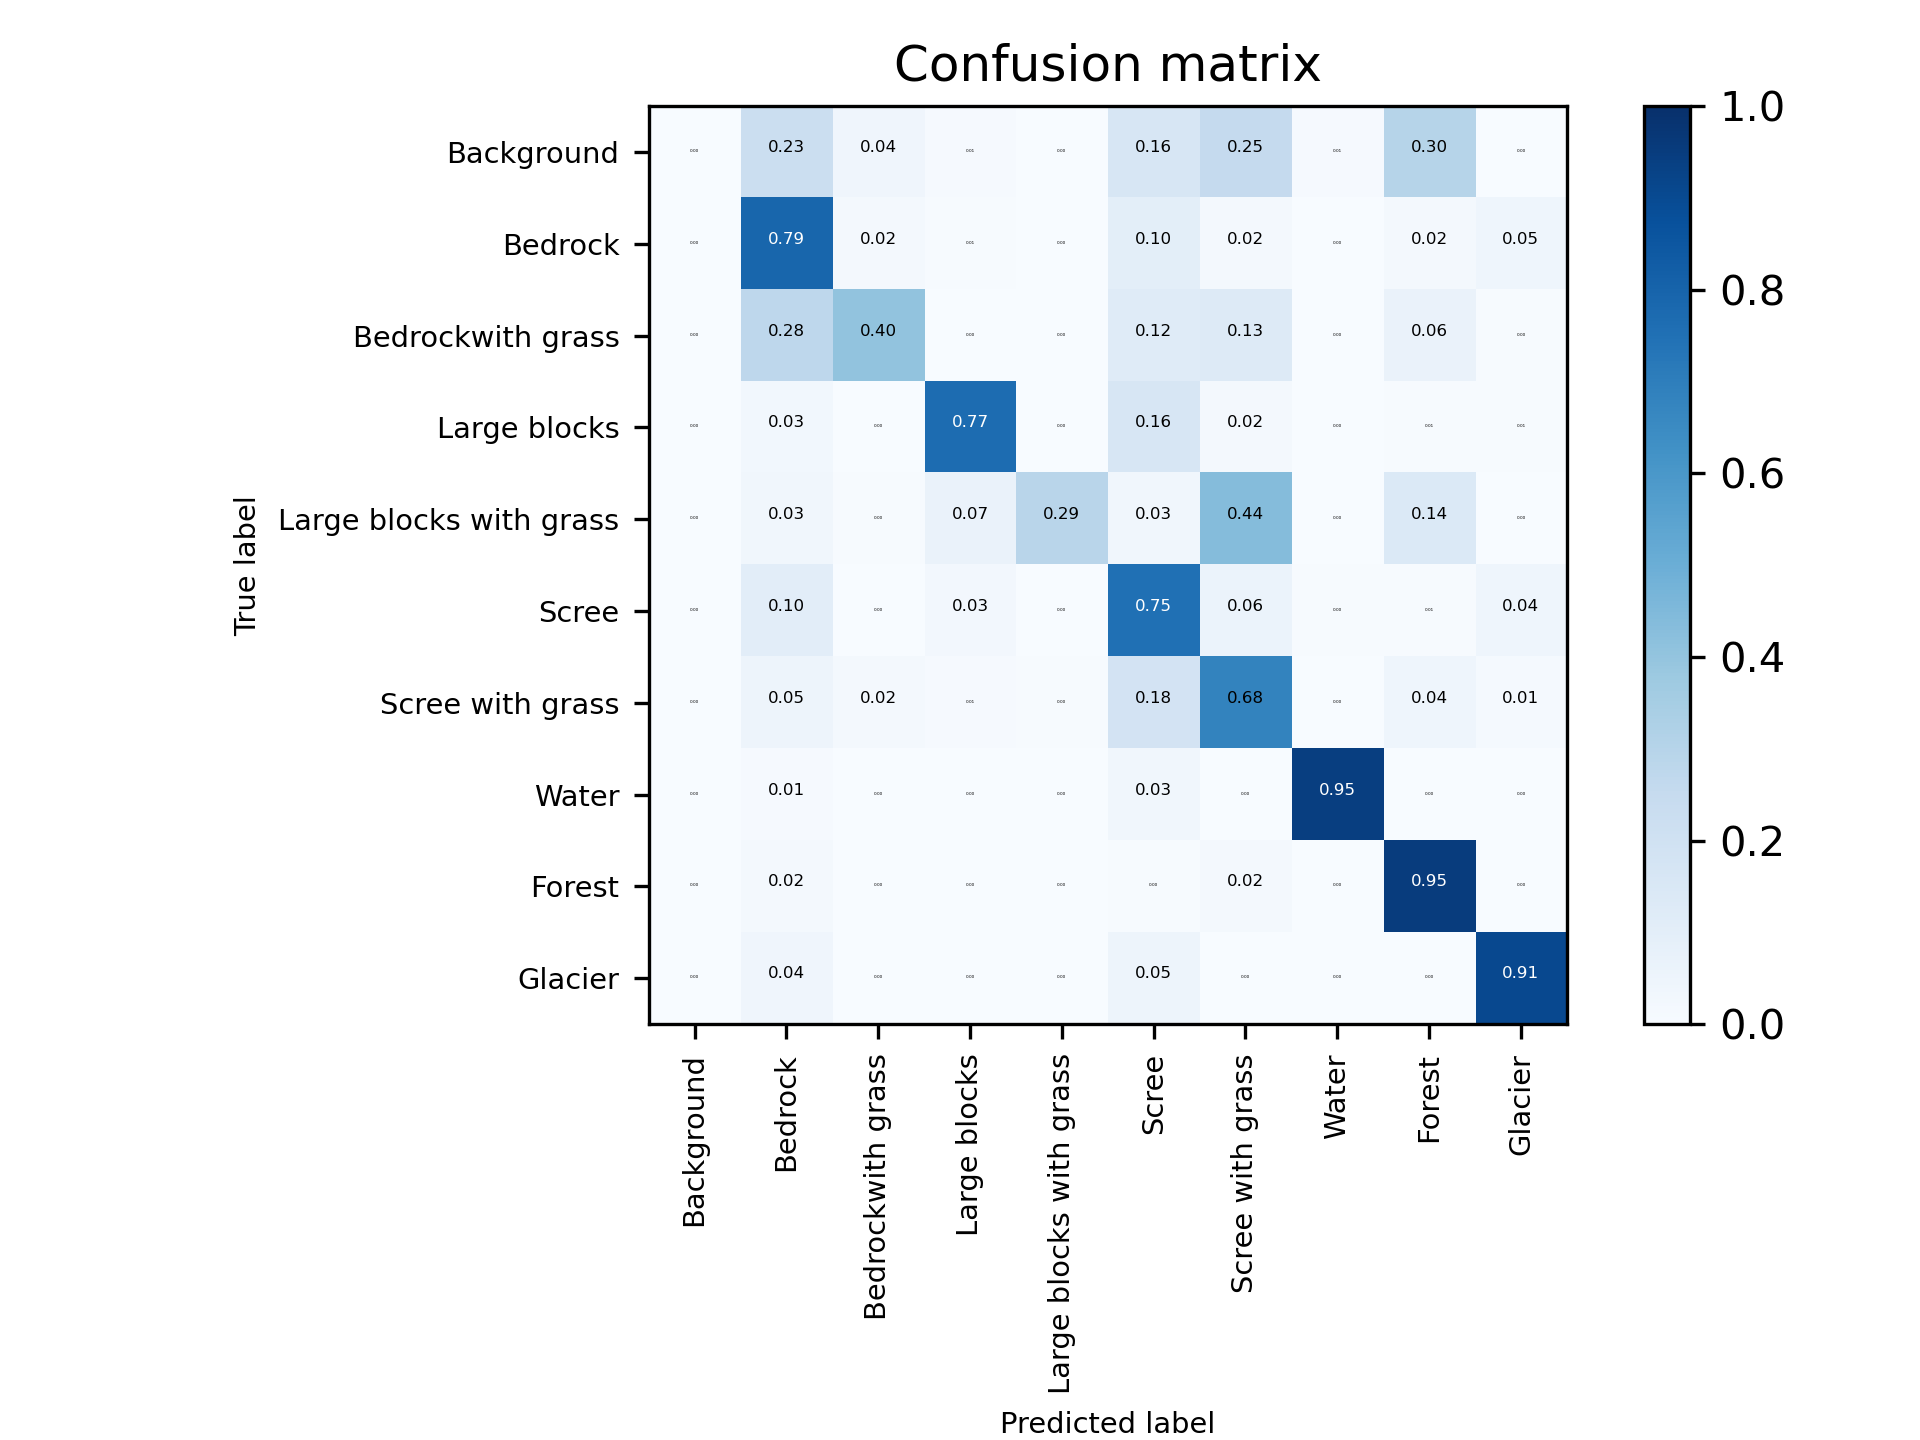 Confusion matrix
Background 0.23 0.04 0.16 0.25 0.30
Bedrock 0.79 0.02 0.10 0.02 0.02 0.05
Bedrockwith grass 0.28 0.40 0.12 0.13 0.06
Large blocks 0.03 0.77 0.16 0.02
Large blocks with grass 0.03 0.07 0.29 0.03 0.44 0.14
Scree 0.10 0.03 0.75 0.06 0.04
Scree with grass 0.05 0.02 0.18 0.68 0.04 0.01
Water 0.01 0.03 0.95
Forest 0.02 0.02 0.95
Glacier 0.04 0.05 0.91
True label
Background
Bedrock
Bedrockwith grass
Large blocks
Large blocks with grass
Scree
Scree with grass
Water
Forest
Glacier
Predicted label
1.0
0.8
0.6
0.4
0.2
0.0